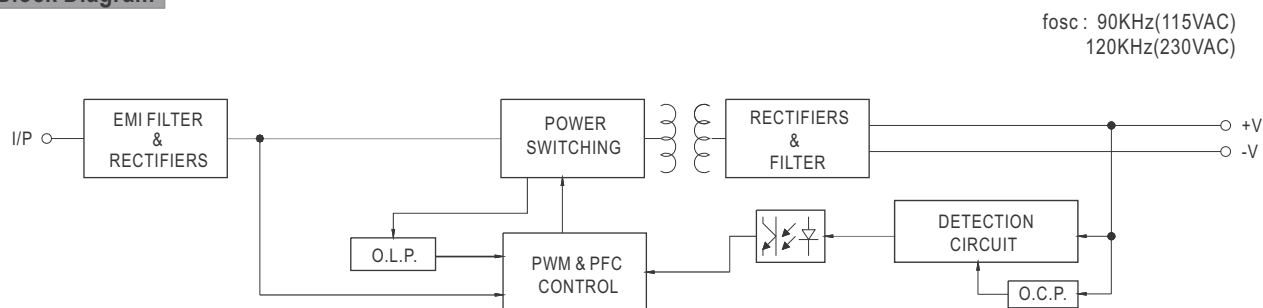 Block Diagram
fosc : 90KHz(115VAC)
120KHz(230VAC)
I/P
EMI FILTER
&
RECTIFIERS
POWER
SWITCHING
RECTIFIERS
&
FILTER
+V
-V
O.L.P.
PWM & PFC
CONTROL
DETECTION
CIRCUIT
O.C.P.